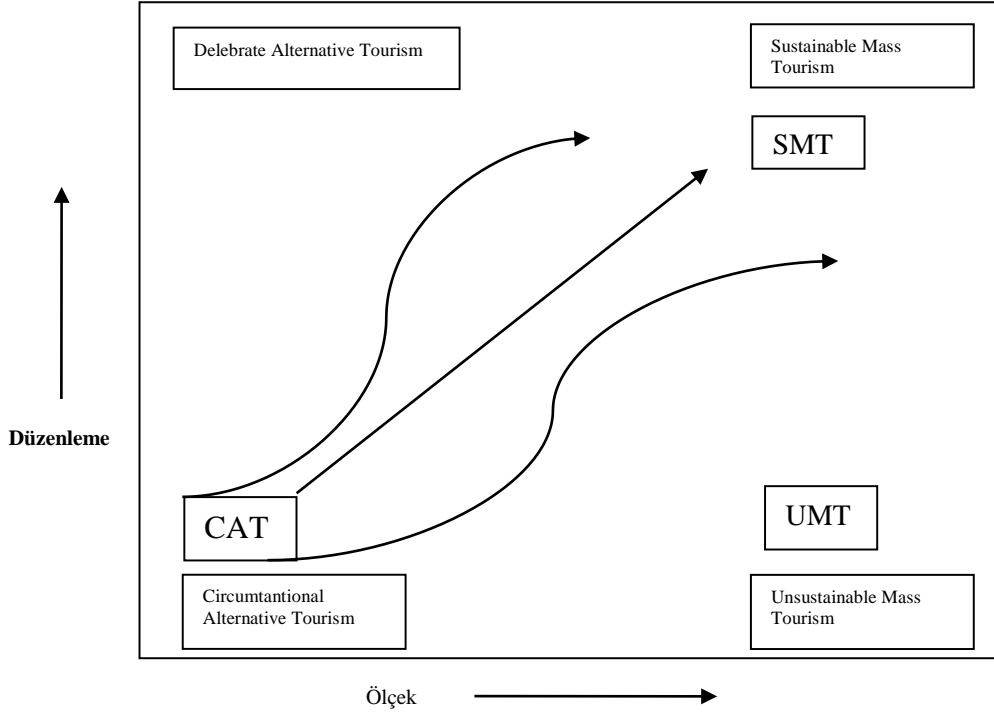 Delebrate Alternative Tourism
Sustainable Mass
Tourism
SMT
Düzenleme
CAT
UMT
Circumtantional
Alternative Tourism
Unsustainable Mass
Tourism
Ölçek